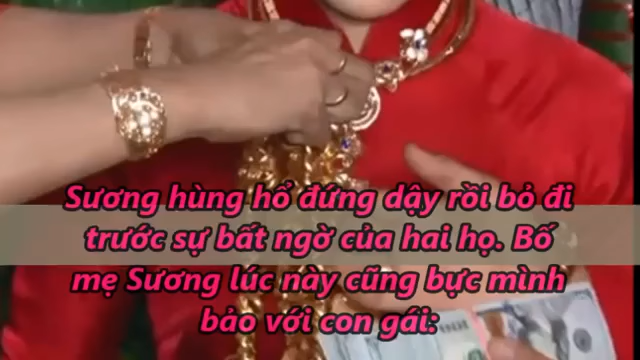 Sương hùng hổ đứng dậy rồi bỏ đi
trước sự bất ngờ của hai họ. Bố
mẹ Sương lúc này cũng bực mình
bảo với con gái: